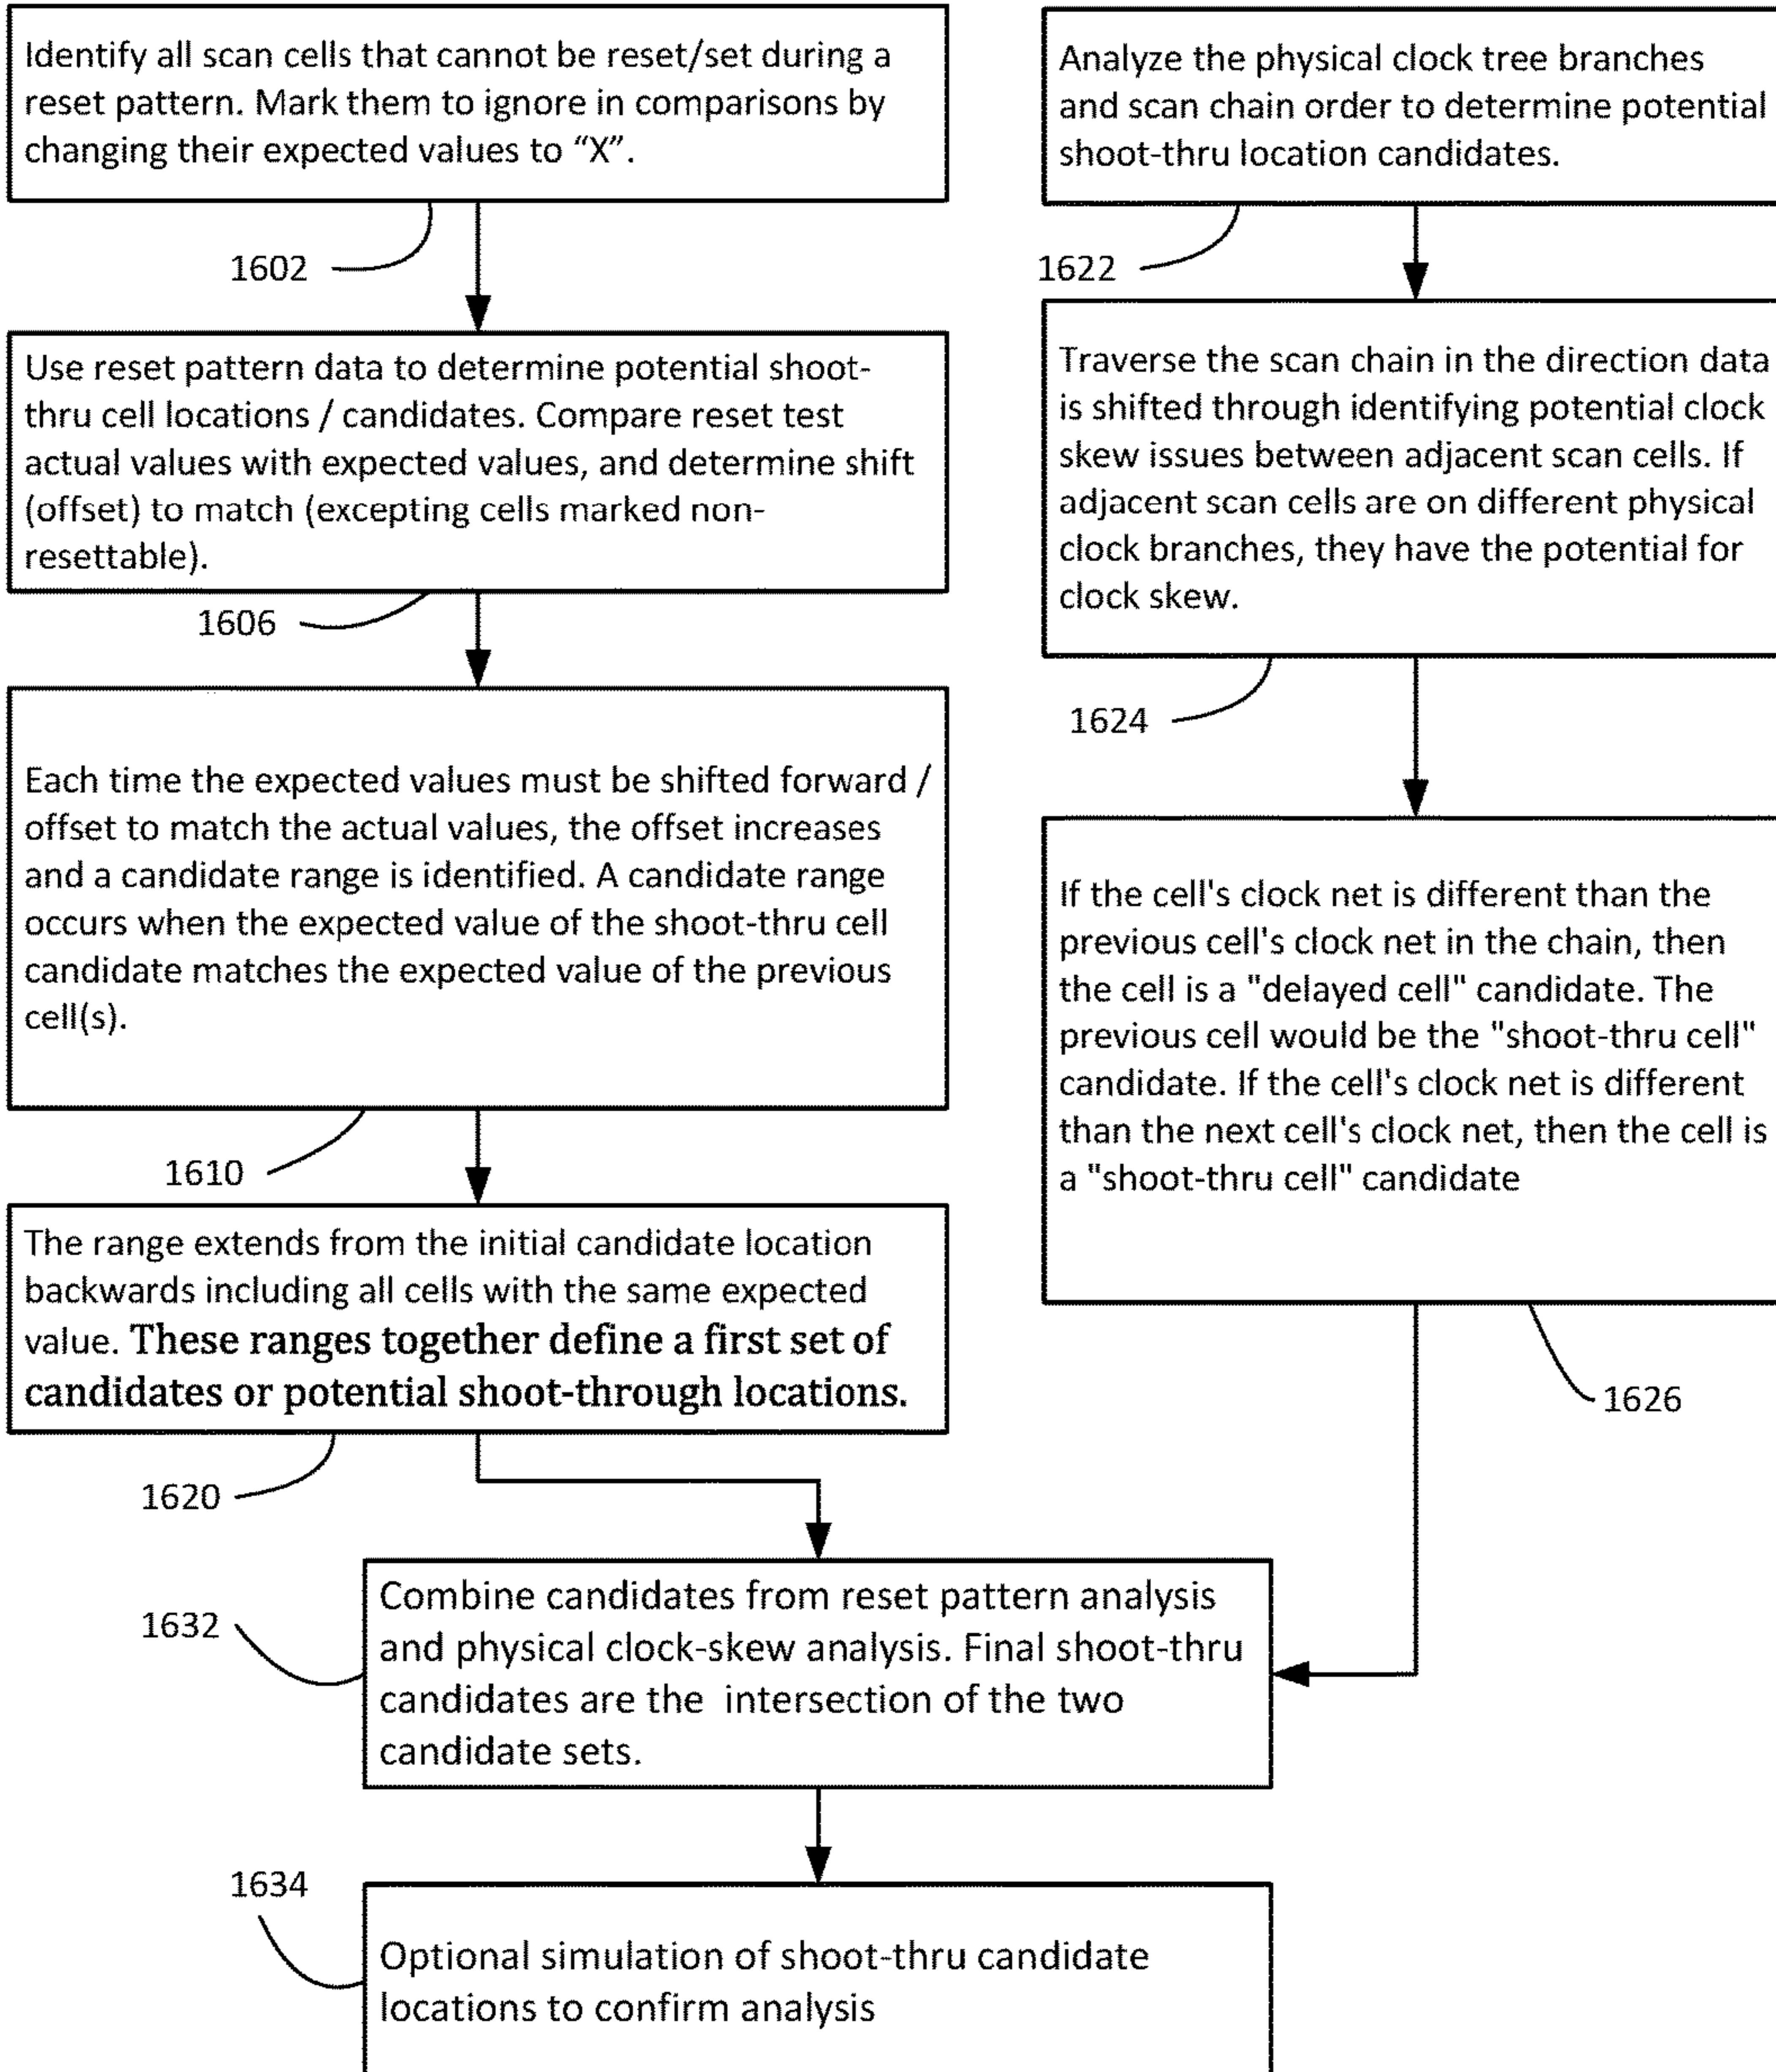 Identify all scan cells that cannot be reset/set during a
reset pattern. Mark them to ignore in comparisons by
changing their expected values to “X”.
1602
Use reset pattern data to determine potential shoot-
thru cell locations / candidates. Compare reset test
actual values with expected values, and determine shift
(offset) to match (excepting cells marked non-
resettable).
1606
Each time the expected values must be shifted forward /
offset to match the actual values, the offset increases
and a candidate range is identified. A candidate range
occurs when the expected value of the shoot-thru cell
candidate matches the expected value of the previous
cell(s).
1610
The range extends from the initial candidate location
backwards including all cells with the same expected
value. These ranges together define a first set of
candidates or potential shoot-through locations.
1620
Analyze the physical clock tree branches
and scan chain order to determine potential
shoot-thru location candidates.
1622
Traverse the scan chain in the direction data
is shifted through identifying potential clock
skew issues between adjacent scan cells. If
adjacent scan cells are on different physical
clock branches, they have the potential for
clock skew.
1624
If the cell's clock net is different than the
previous cell's clock net in the chain, then
the cell is a "delayed cell" candidate. The
previous cell would be the "shoot-thru cell"
candidate. If the cell's clock net is different
than the next cell's clock net, then the cell is
a "shoot-thru cell" candidate
1626
Combine candidates from reset pattern analysis
and physical clock-skew analysis. Final shoot-thru
candidates are the intersection of the two
candidate sets.
1632
1634
Optional simulation of shoot-thru candidate
locations to confirm analysis